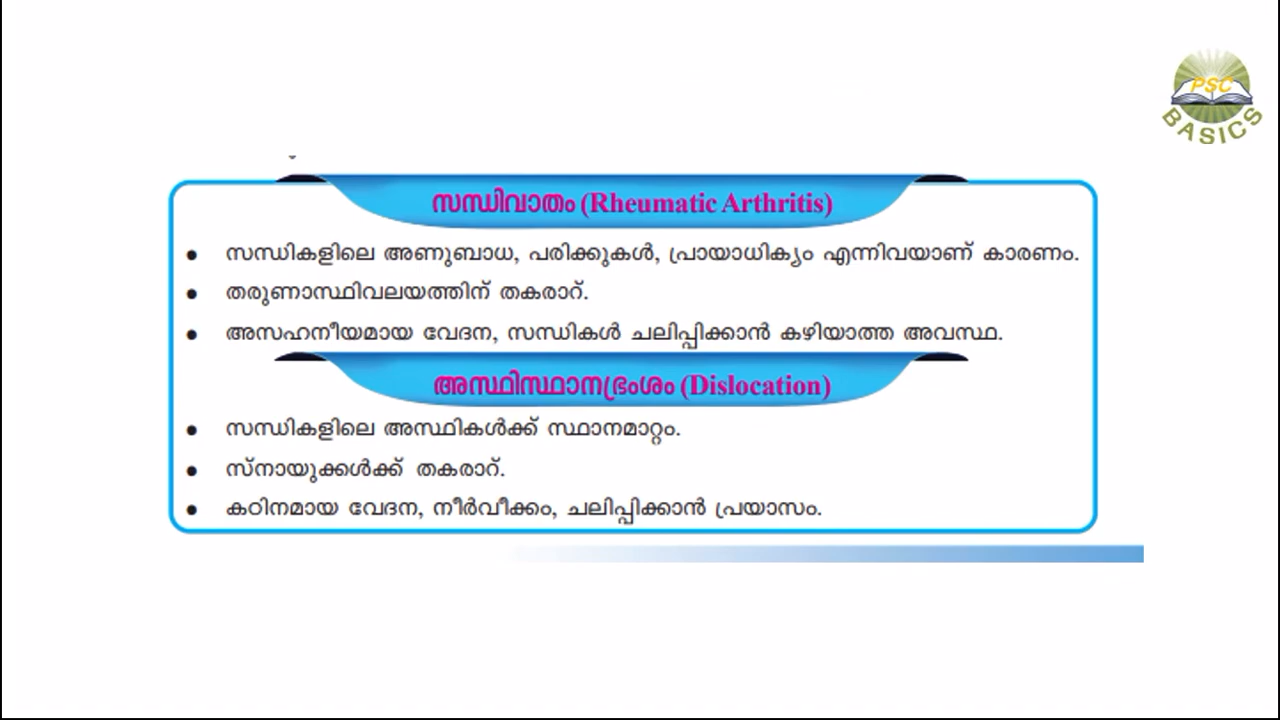 PSC
BASICS
സന്ധിവാതം (Rheumatic Arthritis)
• സന്ധികളിലെ അണുബാധ, പരിക്കുകൾ, പ്രായാധിക്യം എന്നിവയാണ് കാരണം.
• തരുണാസ്ഥിവലയത്തിന് തകരാറ്.
• അസഹനീയമായ വേദന, സന്ധികൾ ചലിപ്പിക്കാൻ കഴിയാത്ത അവസ്ഥ.
അസ്ഥിസ്ഥാനഭ്രംശം (Dislocation)
• സന്ധികളിലെ അസ്ഥികൾക്ക് സ്ഥാനമാറ്റം.
• സ്നായുക്കൾക്ക് തകരാറ്.
• കഠിനമായ വേദന, നീർവീക്കം, ചലിപ്പിക്കാൻ പ്രയാസം.